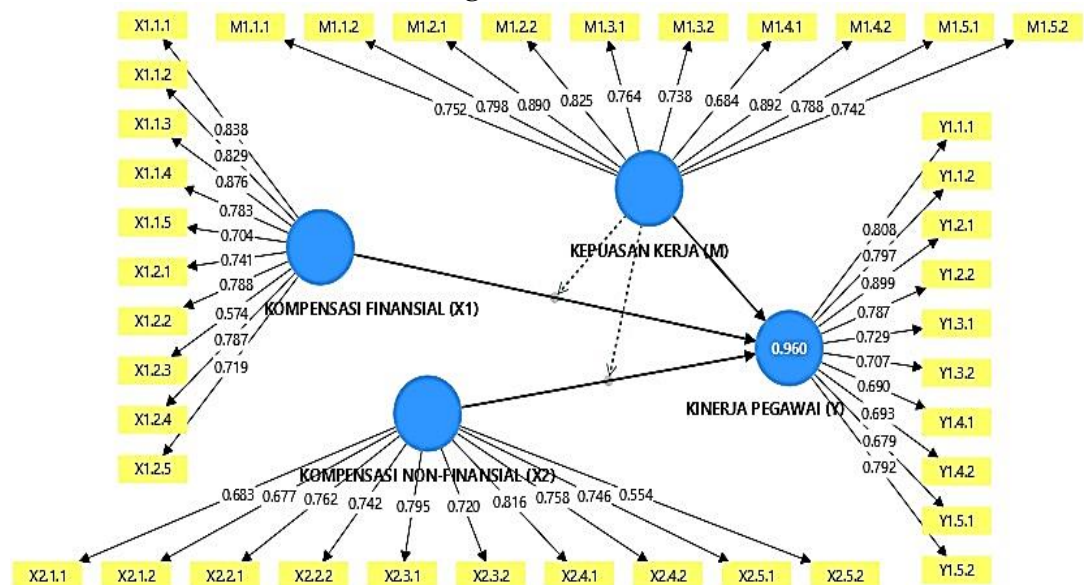 X1.1.1
X1.1.2
X1.1.3
X1.1.4
X1.1.5
X1.2.1
X1.2.2
X1.2.3
X1.2.4
X1.2.5
0.838
0.829
0.876
0.783
0.704
0.741
0.788
0.574
0.787
0.719
KOMPENSASI FINANSIAL (X1)
M1.1.1 M1.1.2 M1.2.1 M1.2.2 M1.3.1 M1.3.2 M1.4.1 M1.4.2 M1.5.1 M1.5.2
0.752 0.798 0.890 0.825 0.764 0.738 0.684 0.892 0.788 0.742
KEPUASAN KERJA (M)
Y1.1.1
Y1.1.2
Y1.2.1
Y1.2.2
Y1.3.1
Y1.3.2
Y1.4.1
Y1.4.2
Y1.5.1
Y1.5.2
0.808
0.797
0.899
0.787
0.729
0.707
0.690
0.693
0.679
0.792
0.960
KINERJA PEGAWAI (Y)
KOMPENSASI NON-FINANSIAL (X2)
0.683 0.677 0.762 0.742 0.795 0.720 0.816 0.758 0.746 0.554
X2.1.1 X2.1.2 X2.2.1 X2.2.2 X2.3.1 X2.3.2 X2.4.1 X2.4.2 X2.5.1 X2.5.2